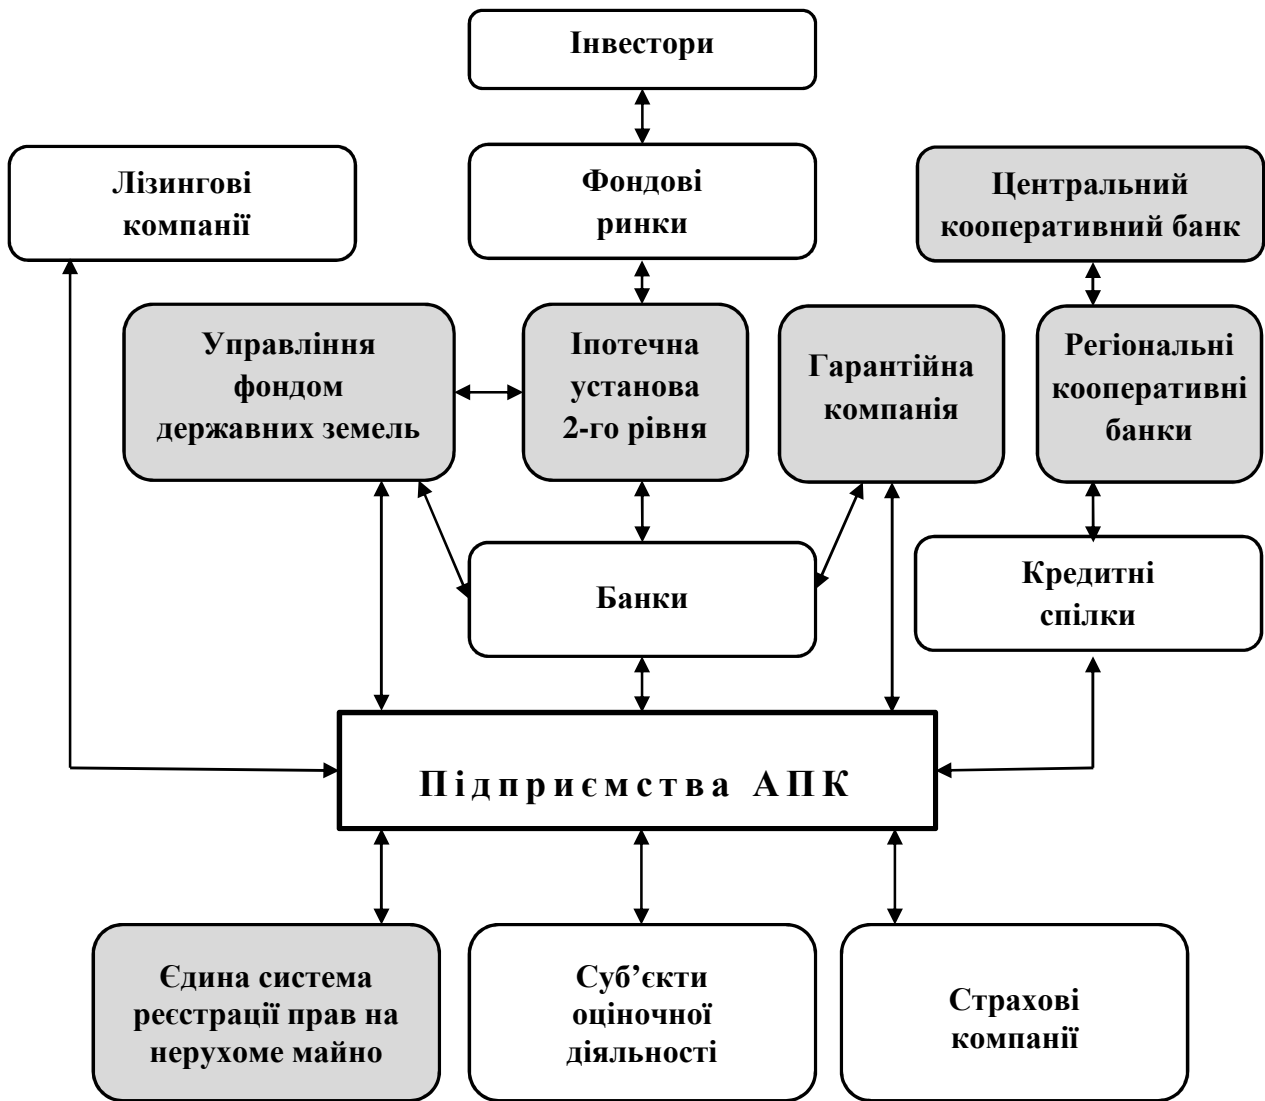 Інвестори
Лізингові
компанії
Фондові
ринки
Центральний
кооперативний банк
Управління
фондом
державних земель
Іпотечна
установа
2-го рівня
Гарантійна
компанія
Регіональні
кооперативні
банки
Банки
Кредитні
спілки
Підприємства АПК
Єдина система
реєстрації прав на
нерухоме майно
Суб’єкти
оціночної
діяльності
Страхові
компанії